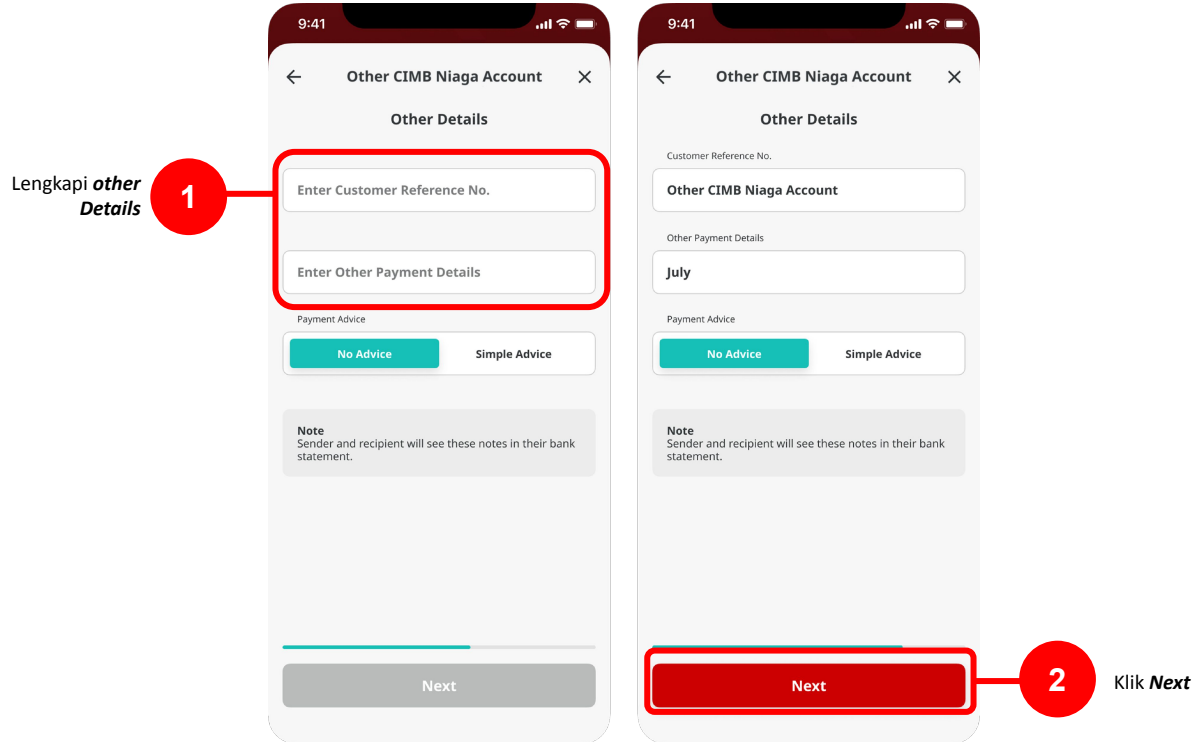 Lengkapi other
Details
1
9:41
Other CIMB Niaga Account
Other Details
Enter Customer Reference No.
Enter Other Payment Details
Payment Advice
No Advice
Simple Advice
Note
Sender and recipient will see these notes in their bank
statement.
Next
9:41
Other CIMB Niaga Account
Other Details
Customer Reference No.
Other CIMB Niaga Account
Other Payment Details
July
Payment Advice
No Advice
Simple Advice
Note
Sender and recipient will see these notes in their bank
statement.
Next
2
Klik Next